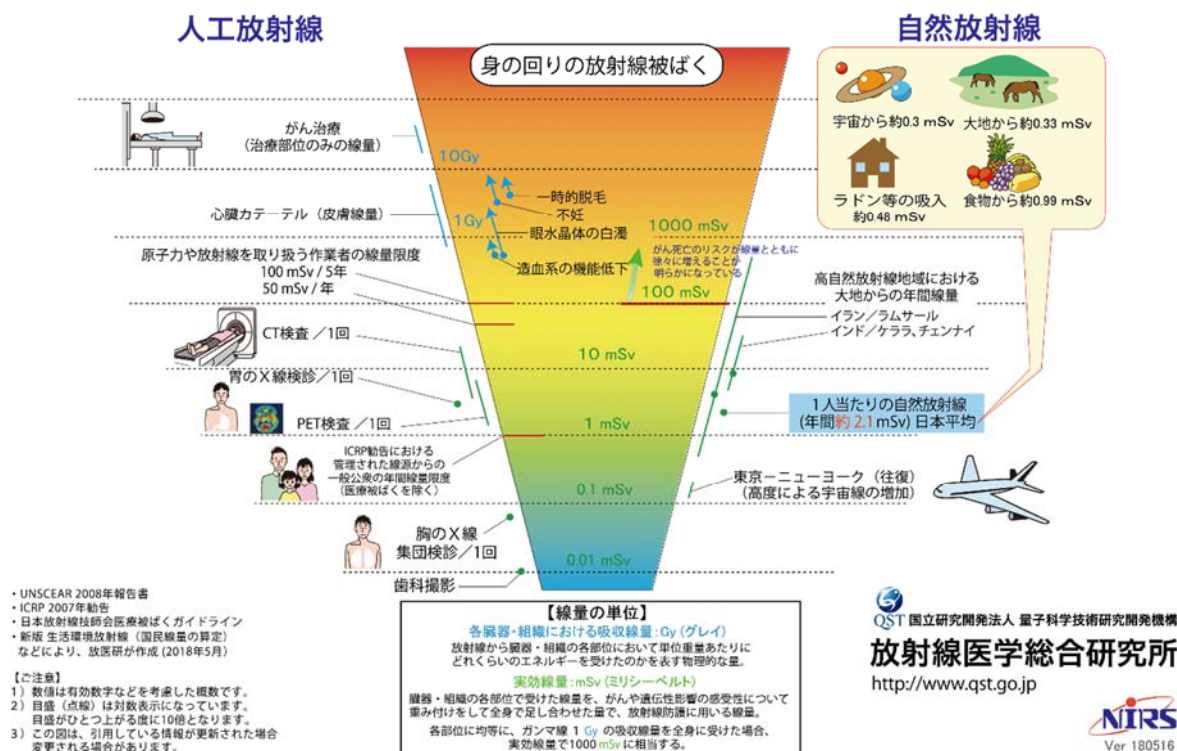 人工放射線
自然放射線
身の回りの放射線被ばく
がん治療
(治療部位のみの線量)
10Gy
心臓カテーテル(皮膚線量)
1Gy
一時的脱毛
不妊
眼水晶体の白濁
造血系の機能低下
原子力や放射線を取り扱う作業者の線量限度
100 mSv / 5年
50 mSv / 年
CT検査/1回
胃のX線検診/1回
PET検査/1回
ICRP勧告における
管理された線源からの
一般公衆の年間線量限度
(医療被ばくを除く)
胸のX線
集団検診/1回
歯科撮影
1000 mSv
がん死亡のリスクが線量とともに
徐々に増えることが
明らかになっている
100 mSv
10 mSv
1 mSv
0.1 mSv
0.01 mSv
宇宙から約0.3 mSv
大地から約0.33 mSv
ラドン等の吸入
約0.48 mSv
食物から約0.99 mSv
高自然放射線地域における
大地からの年間線量
イラン/ラムサール
インド/ケララ、チェンナイ
1人当たりの自然放射線
(年間約 2.1 mSv) 日本平均
東京ーニューヨーク(往復)
(高度による宇宙線の増加)
・UNSCEAR 2008年報告書
・ICRP 2007年勧告
・日本放射線技師会医療被ばくガイドライン
・新版 生活環境放射線(国民線量の算定)
などにより、放医研が作成 (2018年5月)
【ご注意】
1)数値は有効数字などを考慮した概数です。
2)目盛(点線)は対数表示になっています。
目盛がひとつ上がる度に10倍となります。
3)この図は、引用している情報が更新された場合
変更される場合があります。
【線量の単位】
各臓器・組織における吸収線量:Gy (グレイ)
放射線から臓器・組織の各部位において単位重量あたりに
どれくらいのエネルギーを受けたのかを表す物理的な量。
実効線量:mSv (ミリシーベルト)
臓器・組織の各部位で受けた線量を、がんや遺伝性影響の感受性について
重み付けをして全身で足し合わせた量で、放射線防護に用いる線量。
各部位に均等に、ガンマ線 1 Gy の吸収線量を全身に受けた場合、
実効線量で1000 mSv に相当する。
QST 国立研究開発法人 量子科学技術研究開発機構
放射線医学総合研究所
http://www.qst.go.jp
NIRS
Ver 180516